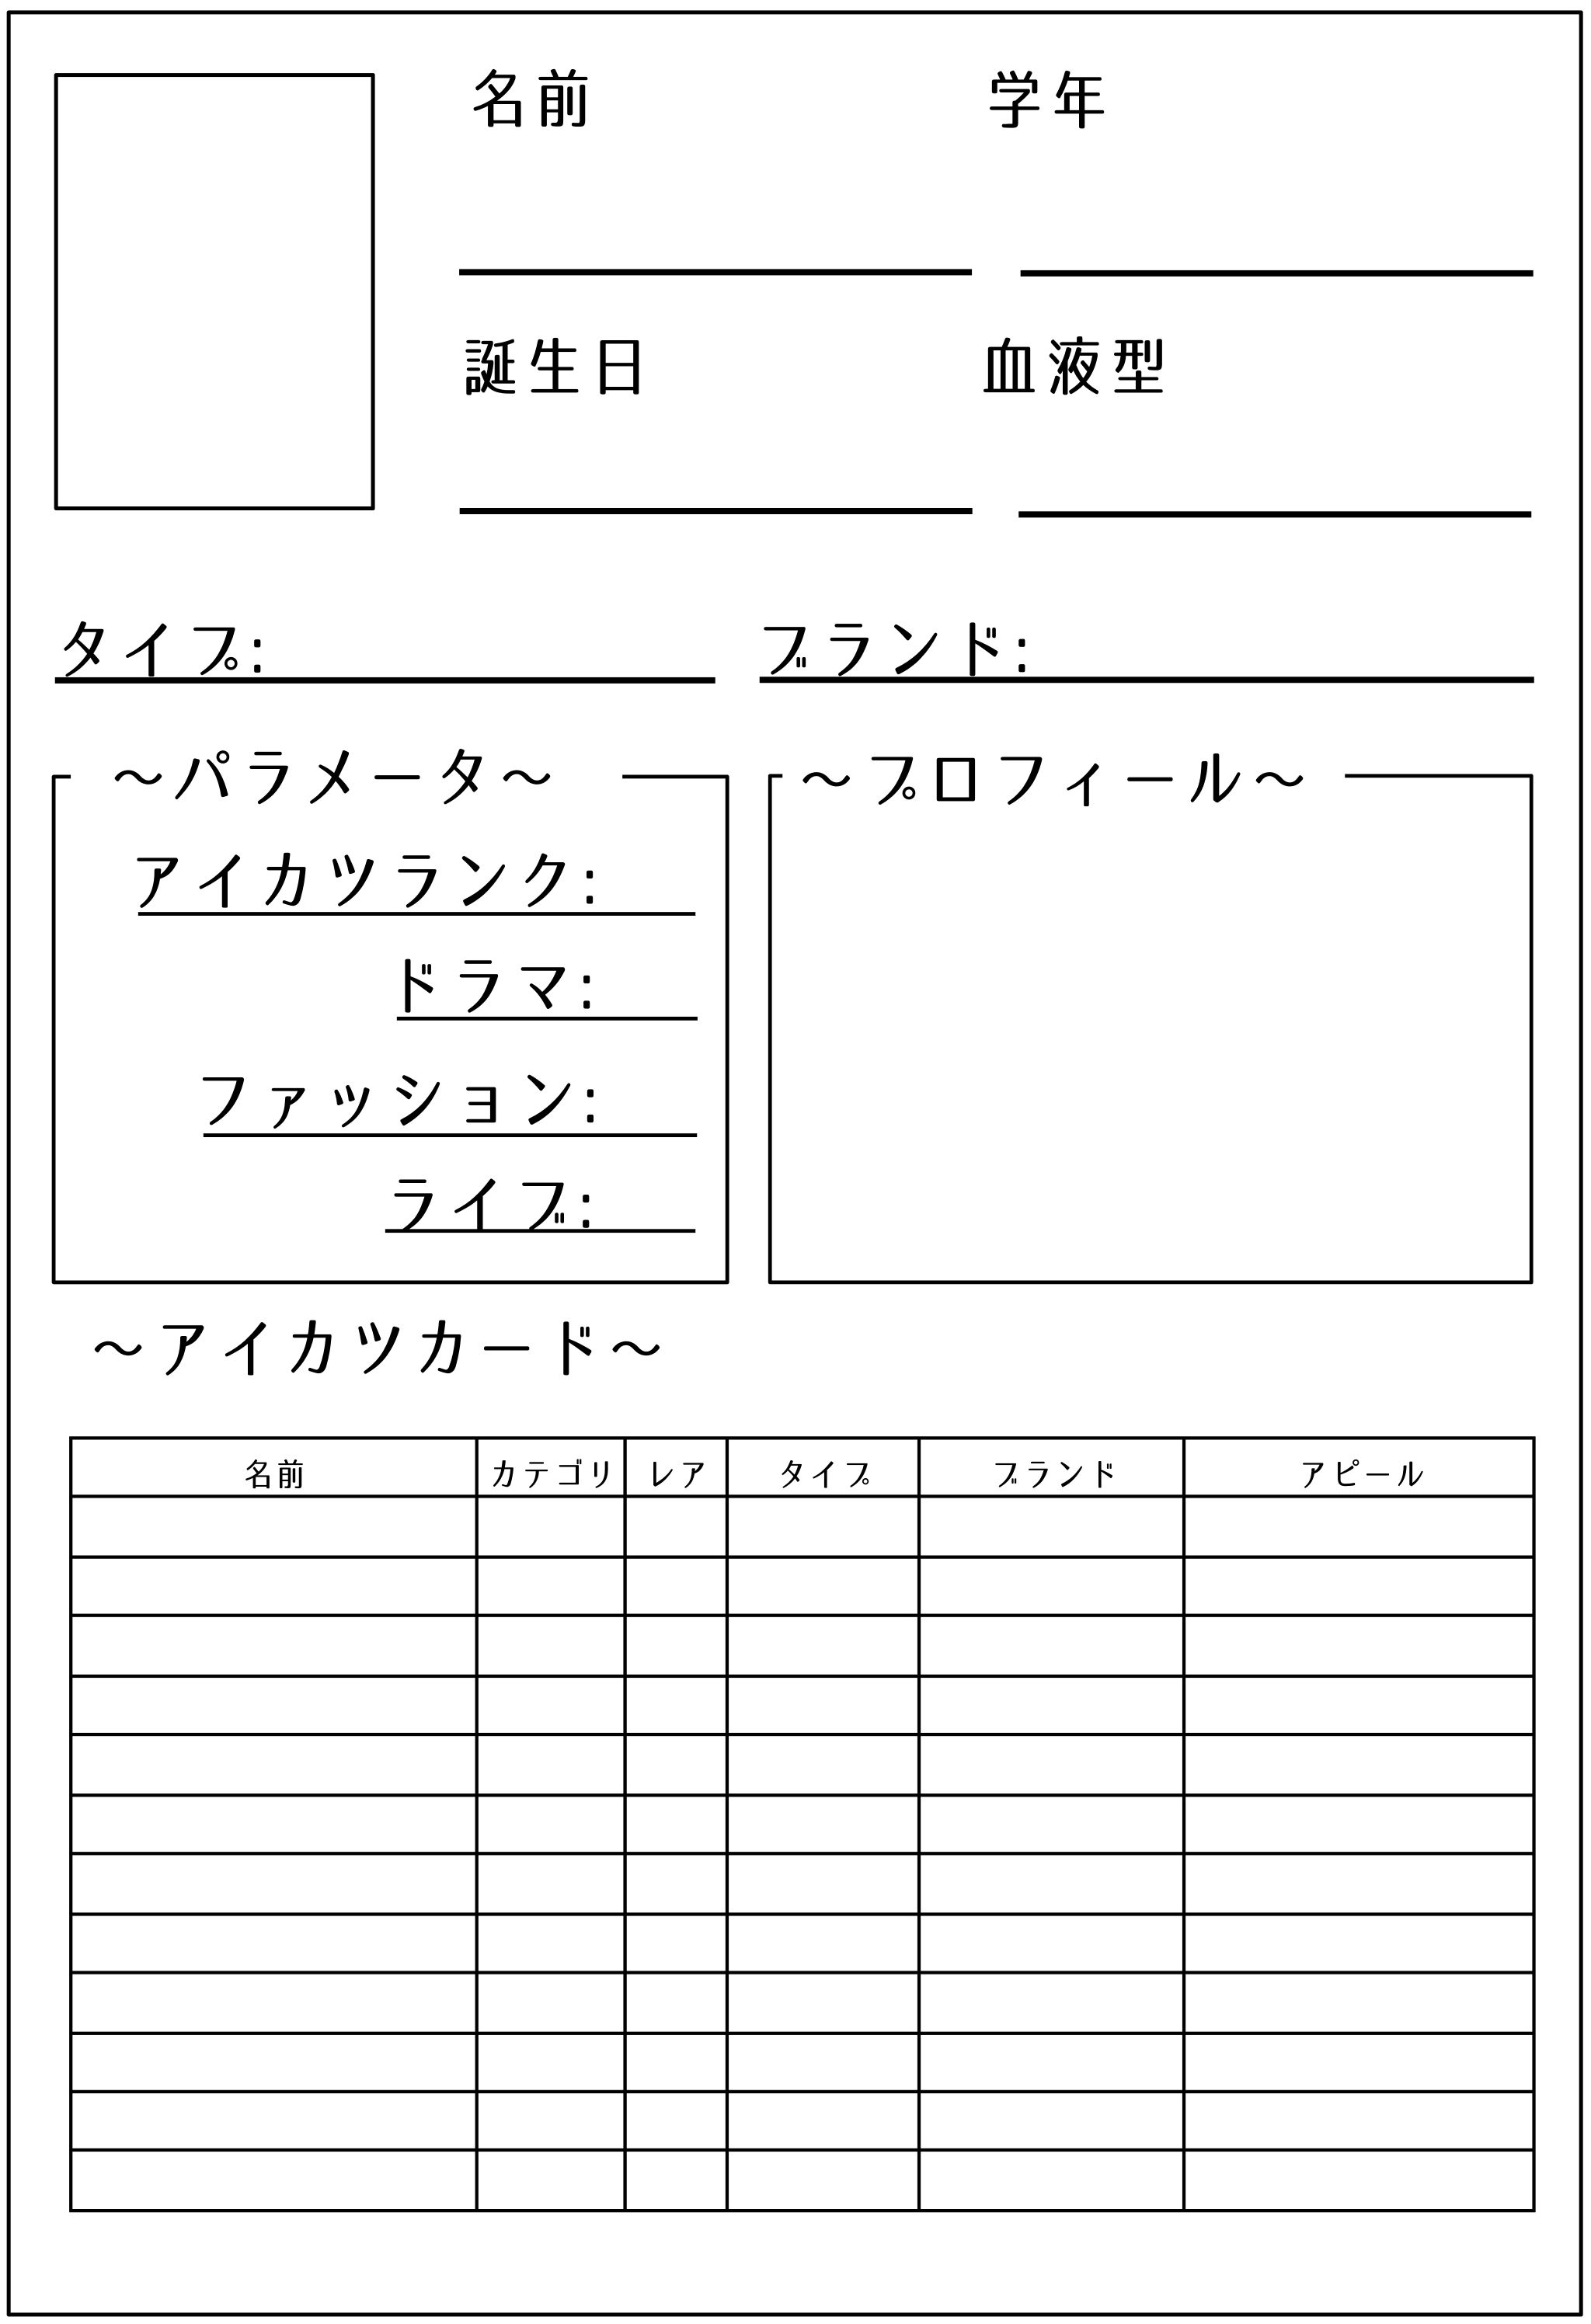 名前 学年
誕生日 血液型
タイプ: ブランド:
～パラメータ～ ～プロフィール～
アイカツランク:
ドラマ:
ファッション:
ライブ:
～アイカツカード～
名前 カテゴリ レア タイプ ブランド アピール